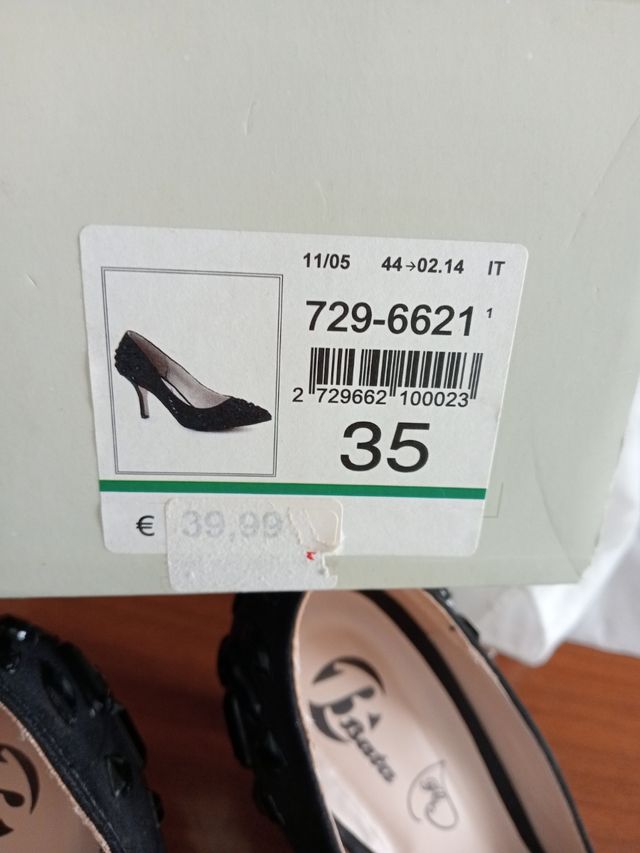 11/05 44→02.14 IT
729-6621 1
2 729662 100023
35
€ 39,99
Bata